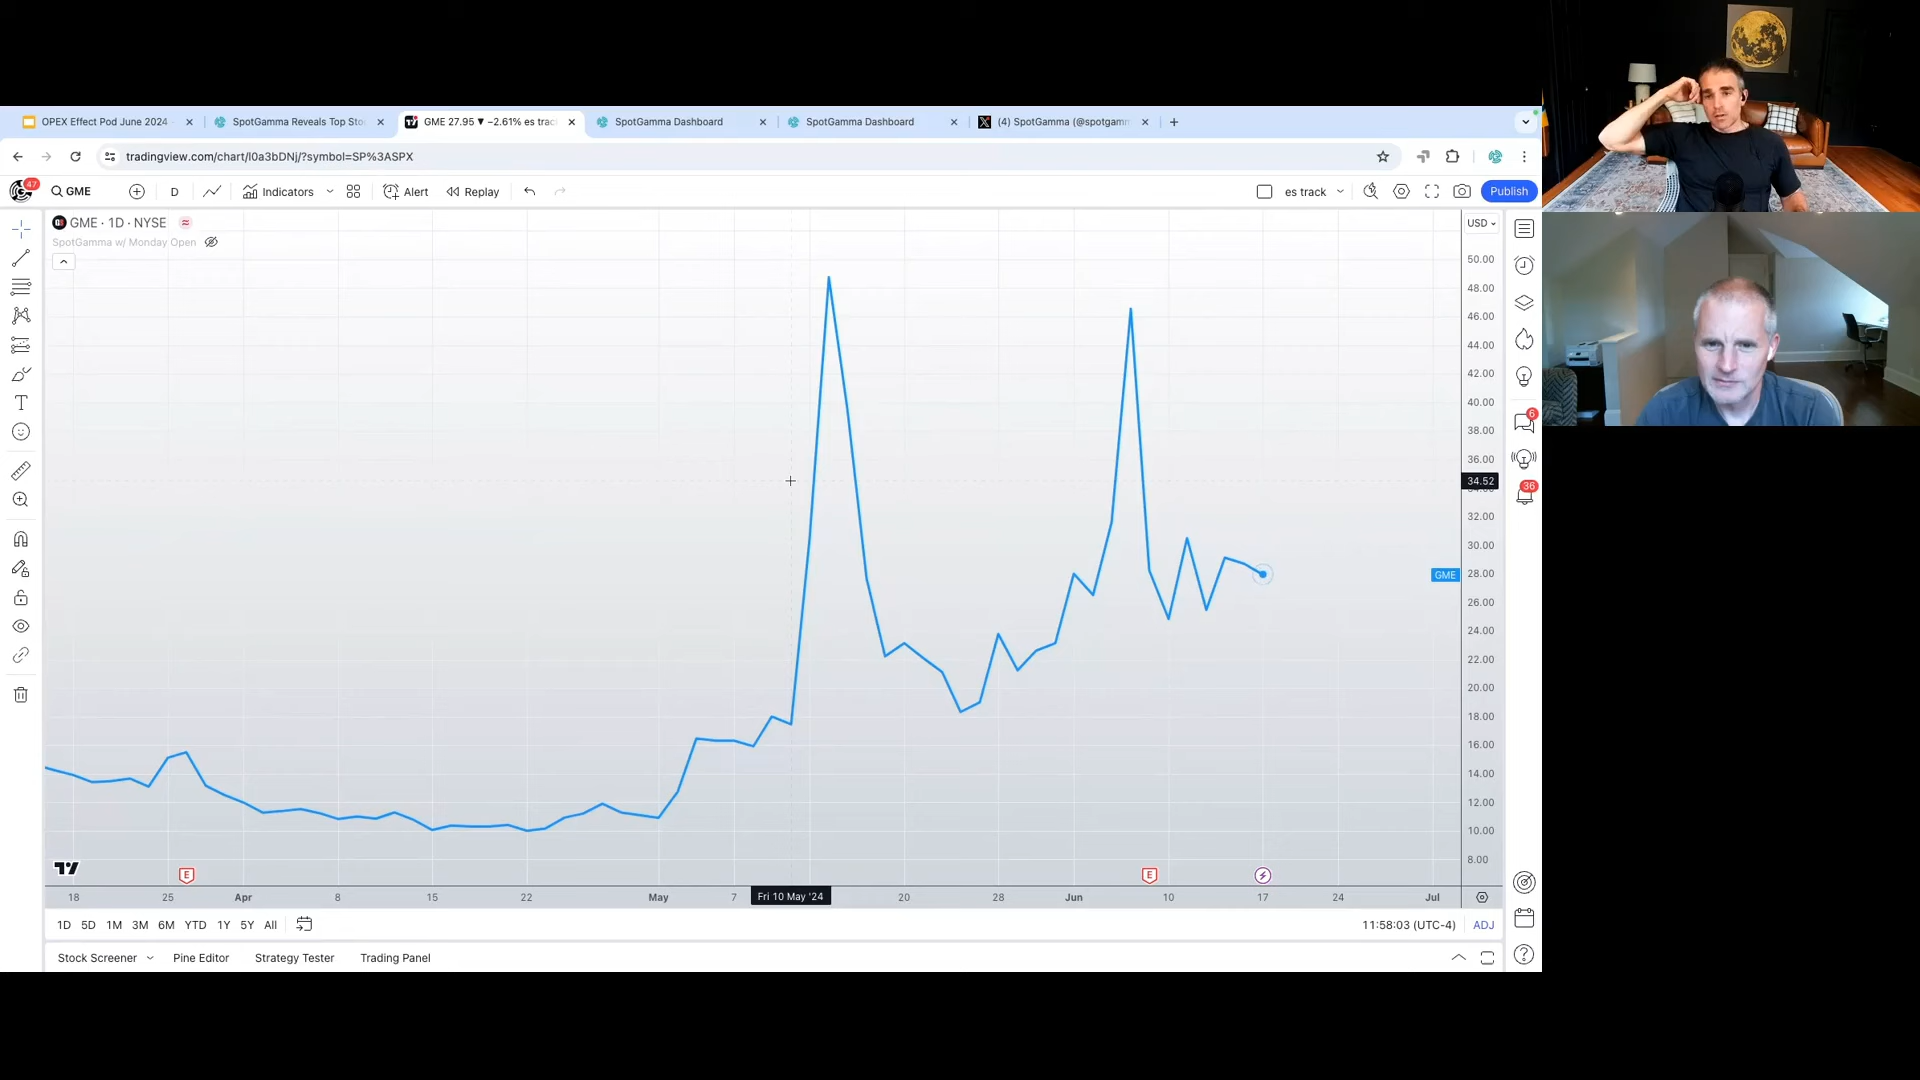 OPEX Effect Pod June 2024
SpotGamma Reveals Top Sto
GME 27.95 ▼ −2.61% es trac
SpotGamma Dashboard
SpotGamma Dashboard
(4) SpotGamma (@spotgamm
tradingview.com/chart/l0a3bDNj/?symbol=SP%3ASPX
47
GME
D
Indicators
Alert
Replay
es track
Publish
GME · 1D · NYSE
SpotGamma w/ Monday Open
USD
50.00
48.00
46.00
44.00
42.00
40.00
38.00
36.00
34.52
32.00
30.00
GME
28.00
26.00
24.00
22.00
20.00
18.00
16.00
14.00
12.00
10.00
8.00
6
36
E
E
18 25 Apr 8 15 22 May 7 Fri 10 May '24 20 28 Jun 10 17 24 Jul
1D 5D 1M 3M 6M YTD 1Y 5Y All
11:58:03 (UTC-4) ADJ
Stock Screener Pine Editor Strategy Tester Trading Panel